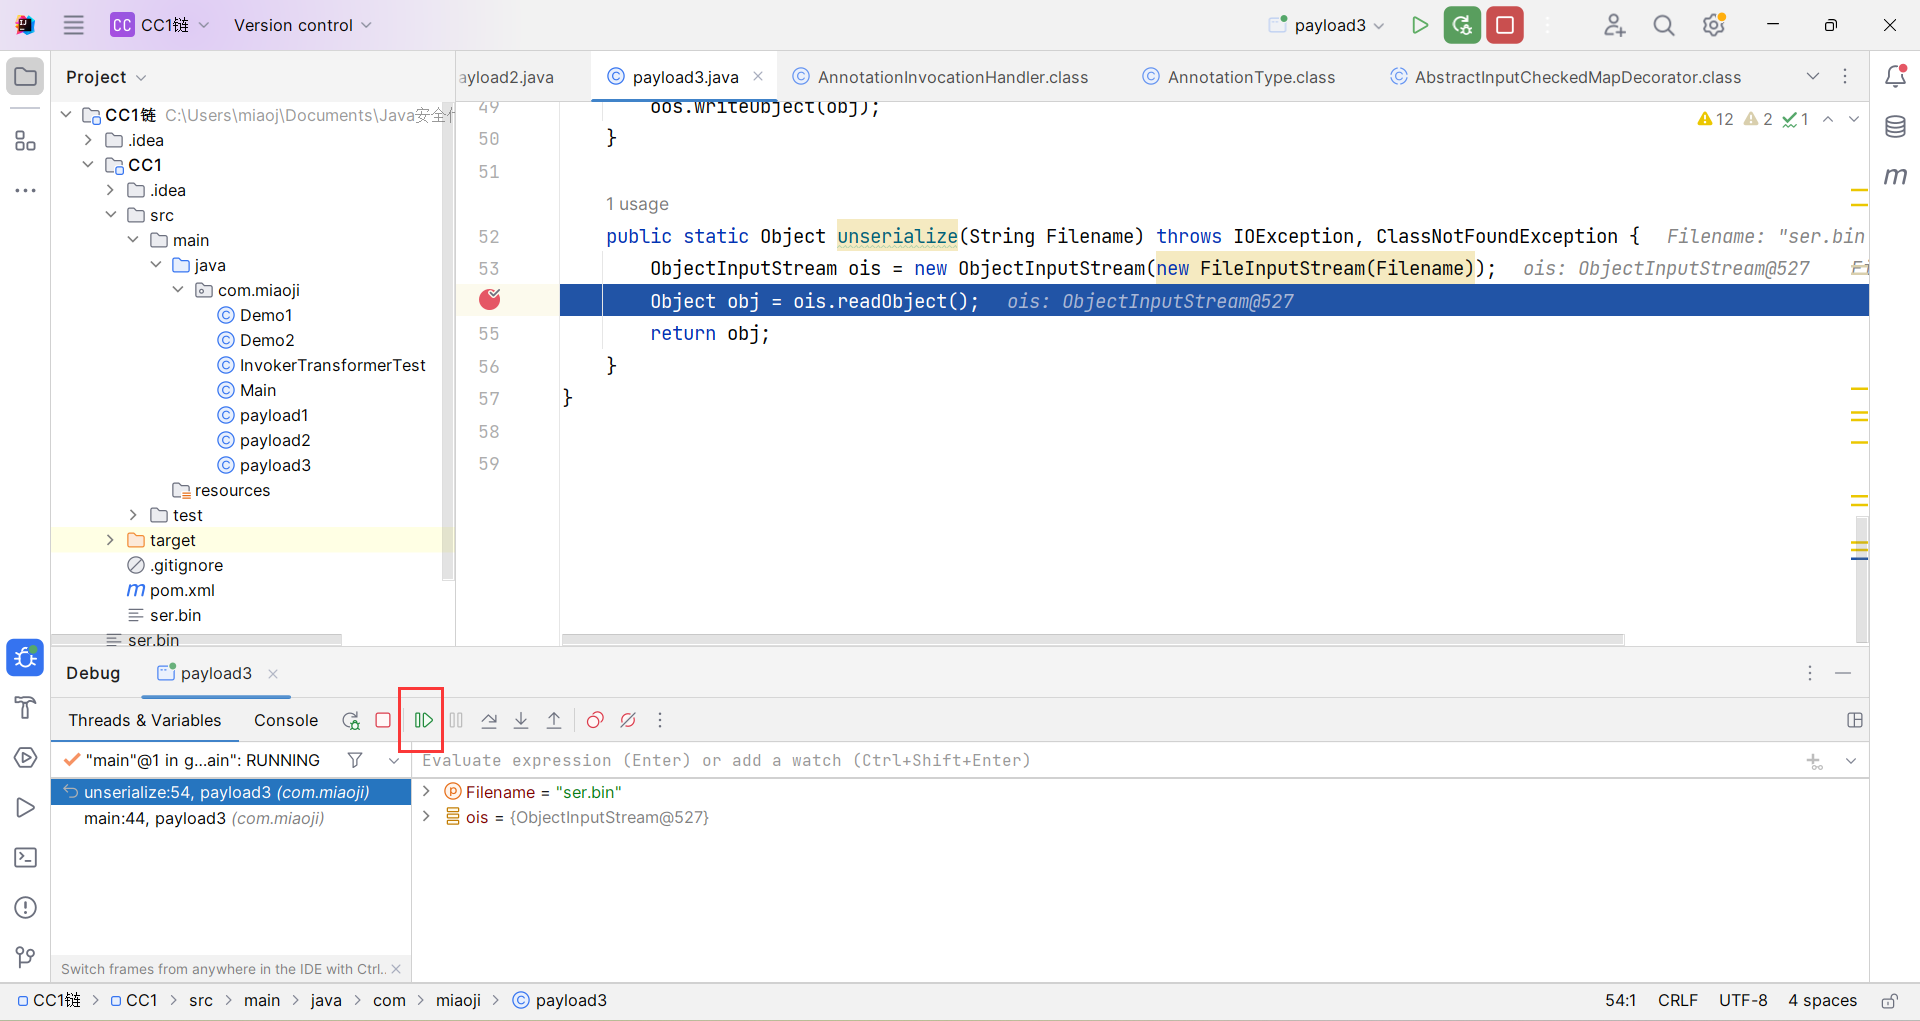 CC CC1链 Version control payload3
Project
ayload2.java payload3.java AnnotationInvocationHandler.class AnnotationType.class AbstractInputCheckedMapDecorator.class
CC1链 C:\Users\miaoj\Documents\Java安全
.idea
CC1
.idea
src
main
java
com.miaoji
Demo1
Demo2
InvokerTransformerTest
Main
payload1
payload2
payload3
resources
test
target
.gitignore
m pom.xml
ser.bin
ser.bin
49 oos.writeObject(obj);
12 2 1
50 }
51
1 usage
52 public static Object unserialize(String Filename) throws IOException, ClassNotFoundException { Filename: "ser.bin
53 ObjectInputStream ois = new ObjectInputStream(new FileInputStream(Filename)); ois: ObjectInputStream@527
Object obj = ois.readObject(); ois: ObjectInputStream@527
55 return obj;
56 }
57 }
58
59
m
Debug payload3
Threads & Variables Console
"main"@1 in g...ain": RUNNING
Evaluate expression (Enter) or add a watch (Ctrl+Shift+Enter)
unserialize:54, payload3 (com.miaoji)
main:44, payload3 (com.miaoji)
Filename = "ser.bin"
ois = {ObjectInputStream@527}
Switch frames from anywhere in the IDE with Ctrl..
CC1链 > CC1 > src > main > java > com > miaoji > payload3
54:1 CRLF UTF-8 4 spaces